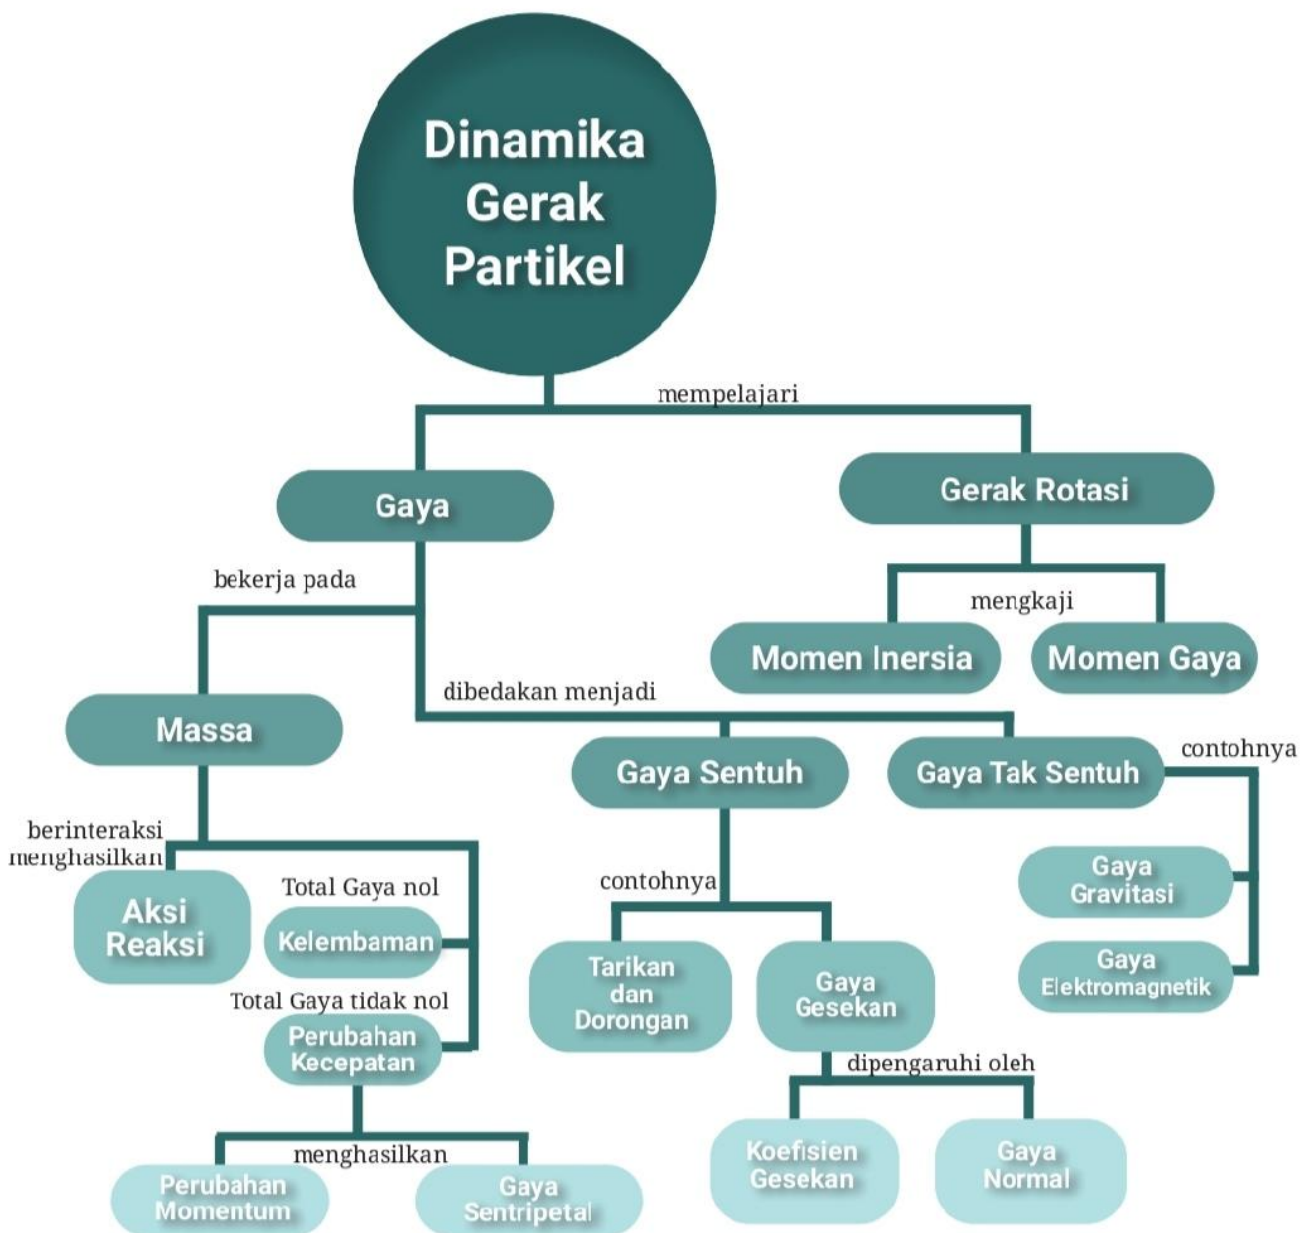 Dinamika
Gerak
Partikel
mempelajari
Gaya
Gerak Rotasi
bekerja pada
mengkaji
Momen Inersia
Momen Gaya
dibedakan menjadi
Massa
Gaya Sentuh
Gaya Tak Sentuh
contohnya
berinteraksi
menghasilkan
Aksi
Reaksi
Total Gaya nol
Kelembaman
Total Gaya tidak nol
Perubahan
Kecepatan
menghasilkan
Perubahan
Momentum
Gaya
Sentripetal
contohnya
Tarikan
dan
Dorongan
Gaya
Gesekan
dipengaruhi oleh
Koefisien
Gesekan
Gaya
Normal
Gaya
Gravitasi
Gaya
Elektromagnetik